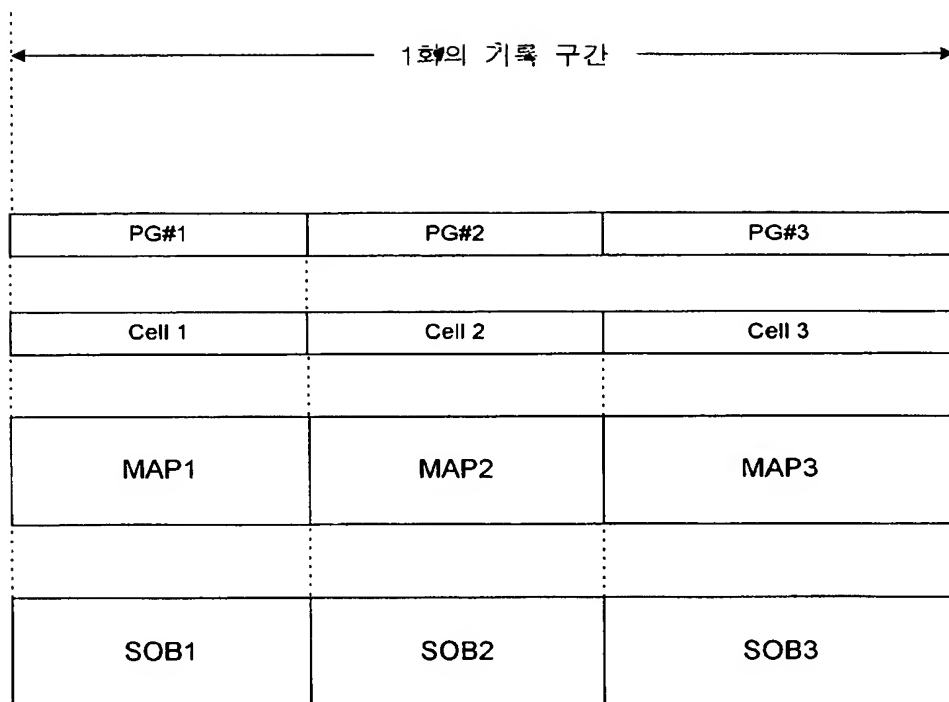 1회의 기록 구간
PG#1 PG#2 PG#3
Cell 1 Cell 2 Cell 3
MAP1 MAP2 MAP3
SOB1 SOB2 SOB3